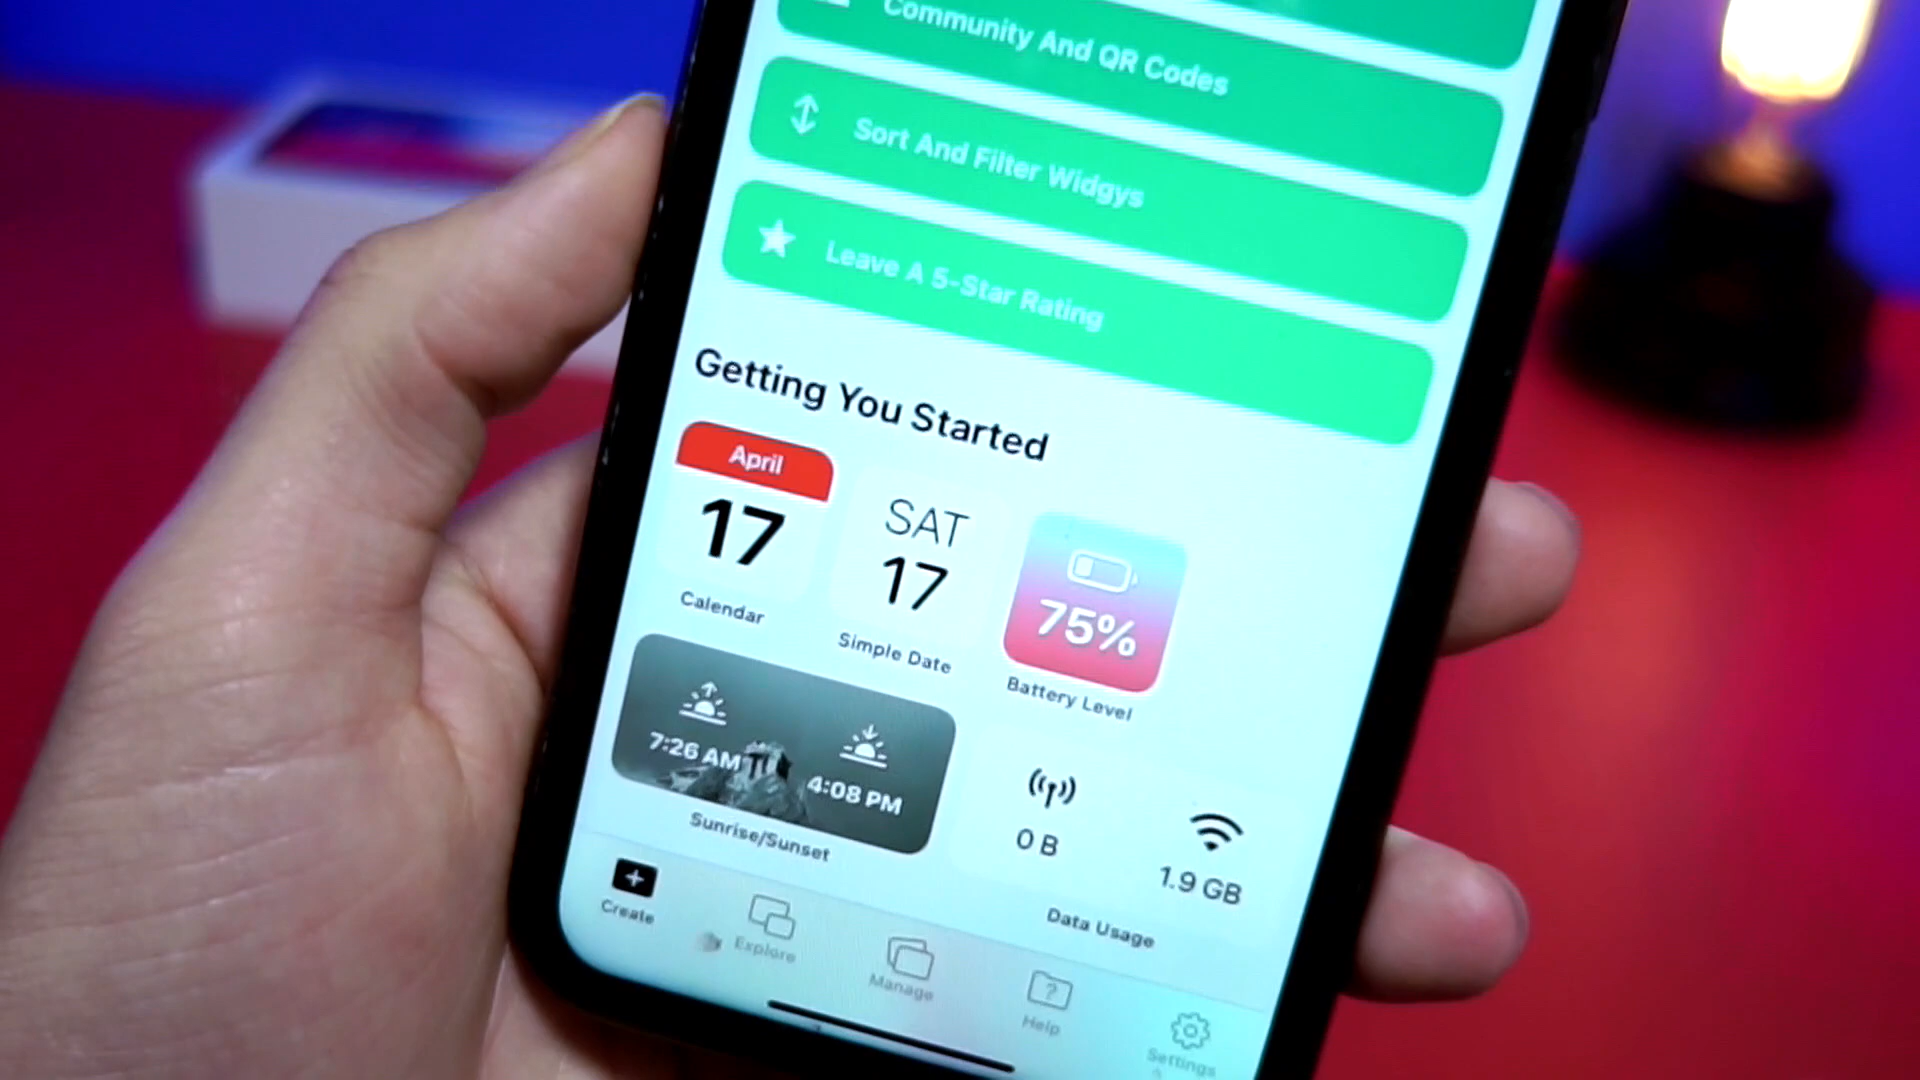 Community And QR Codes
Sort And Filter Widgys
Leave A 5-Star Rating
Getting You Started
April
17
Calendar
SAT
17
Simple Date
75%
Battery Level
7:26 AM
4:08 PM
Sunrise/Sunset
0 B
1.9 GB
Data Usage
Create
Explore
Manage
Help
Settings